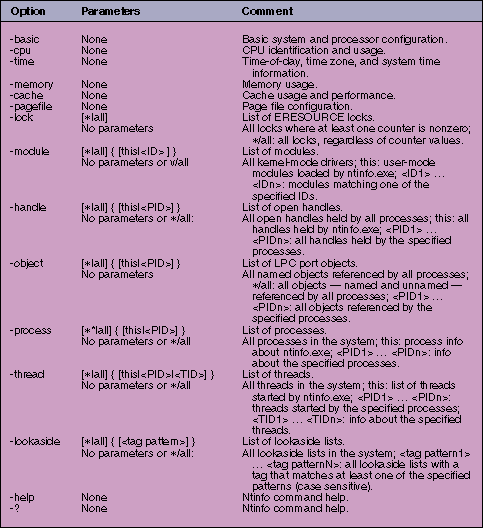 Option Parameters Comment
-basic None Basic system and processor configuration.
-cpu None CPU identification and usage.
-time None Time-of-day, time zone, and system time
information.
-memory None Memory usage.
-cache None Cache usage and performance.
-pagefile None Page file configuration.
-lock [*|all] List of ERESOURCE locks.
No parameters All locks where at least one counter is nonzero;
*/all: all locks, regardless of counter values.
-module [*|all] { [this|<ID> ] } List of modules.
No parameters or v/all All kernel-mode drivers; this: user-mode
modules loaded by ntinfo.exe; <ID1> …
<IDn>: modules matching one of the
specified IDs.
-handle [*|all] { [this|<PID>] } List of open handles.
No parameters or */all: All open handles held by all processes; this: all
handles held by ntinfo.exe; <PID1> …
<PIDn>: all handles held by the specified
processes.
-object [*|all] { [this|<PID>] } List of LPC port objects.
No parameters All named objects referenced by all processes;
*/all: all objects — named and unnamed —
referenced by all processes; <PID1> …
<PIDn>: all objects referenced by the
specified processes.
-process [*"|all] { [this|<PID>] } List of processes.
No parameters or */all All processes in the system; this: process info
about ntinfo.exe; <PID1> … <PIDn>: info
about the specified processes.
-thread [*|all] { [this|<PID>|<TID>] } List of threads.
No parameters or */all All threads in the system; this: list of threads
started by ntinfo.exe; <PID1> … <PIDn>:
threads started by the specified processes;
<TID1> … <TIDn>: info about the specified
threads.
-lookaside [*|all] { [<tag pattern>] } List of lookaside lists.
No parameters or */all: All lookaside lists in the system; <tag pattern1>
… <tag patternN>: all lookaside lists with a
tag that matches at least one of the specified
patterns (case sensitive).
-help None Ntinfo command help.
-? None Ntinfo command help.